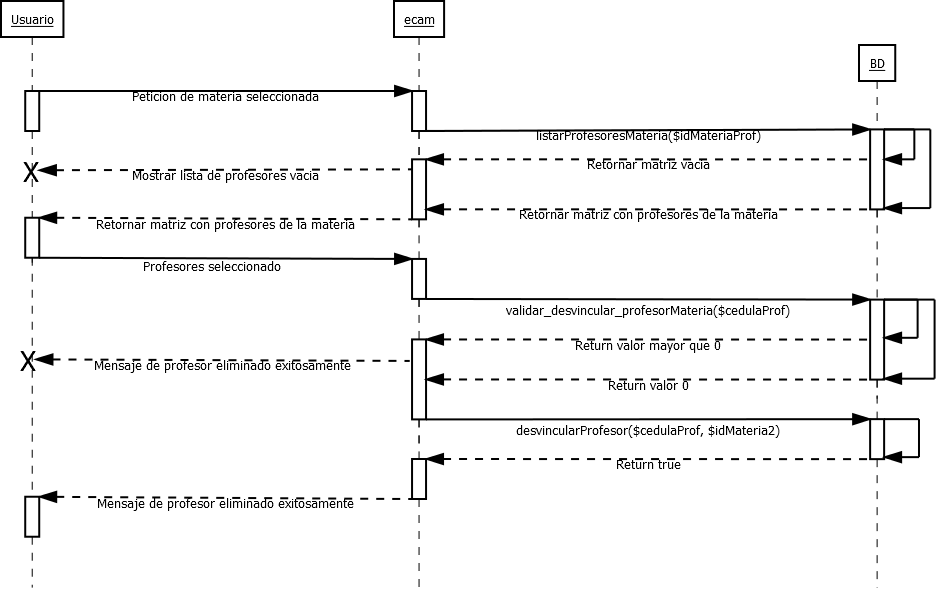 Usuario
ecam
BD
Peticion de materia seleccionada
listarProfesoresMateria($idMateriaProf)
Retornar matriz vacia
Mostrar lista de profesores vacia
Retornar matriz con profesores de la materia
Retornar matriz con profesores de la materia
Profesores seleccionado
validar_desvincular_profesorMateria($cedulaProf)
Return valor mayor que 0
Mensaje de profesor eliminado exitosamente
Return valor 0
desvincularProfesor($cedulaProf, $idMateria2)
Return true
Mensaje de profesor eliminado exitosamente